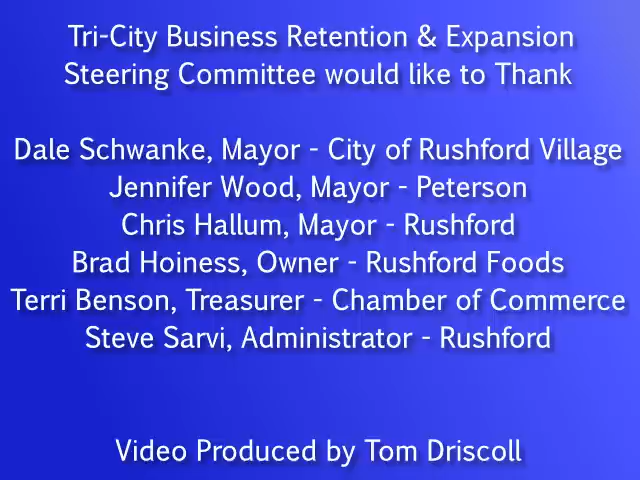 Tri-City Business Retention & Expansion
Steering Committee would like to Thank
Dale Schwanke, Mayor - City of Rushford Village
Jennifer Wood, Mayor - Peterson
Chris Hallum, Mayor - Rushford
Brad Hoiness, Owner - Rushford Foods
Terri Benson, Treasurer - Chamber of Commerce
Steve Sarvi, Administrator - Rushford
Video Produced by Tom Driscoll